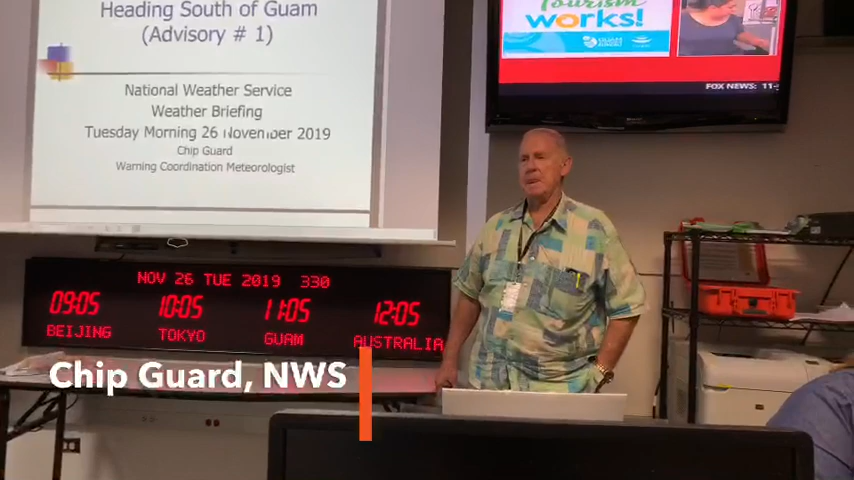 Heading South of Guam
(Advisory # 1)
National Weather Service
Weather Briefing
Tuesday Morning 26 November 2019
Chip Guard
Warning Coordination Meteorologist
Tourism
works!
FOX NEWS: 11-
NOV 26 TUE 2019 330
09:05 10:05 11:05 12:05
BEIJING TOKYO GUAM AUSTRALIA
Chip Guard, NWS